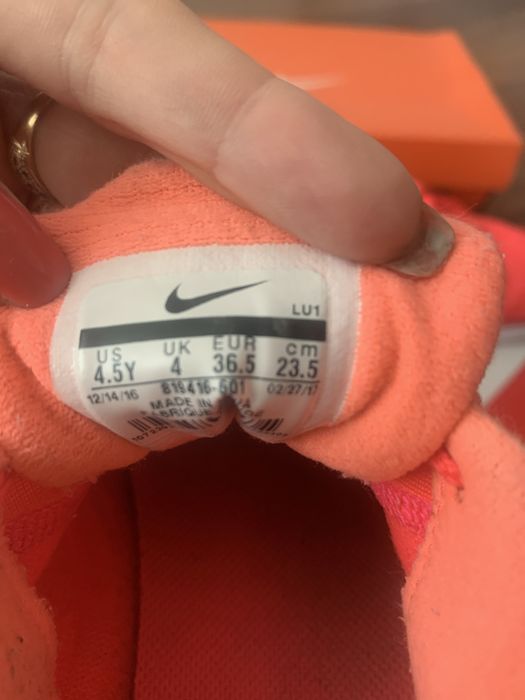 LU1
US UK EUR cm
4.5Y 4 36.5 23.5
12/14/16 819416-601 02/27/17
MADE IN
FABRIQUE